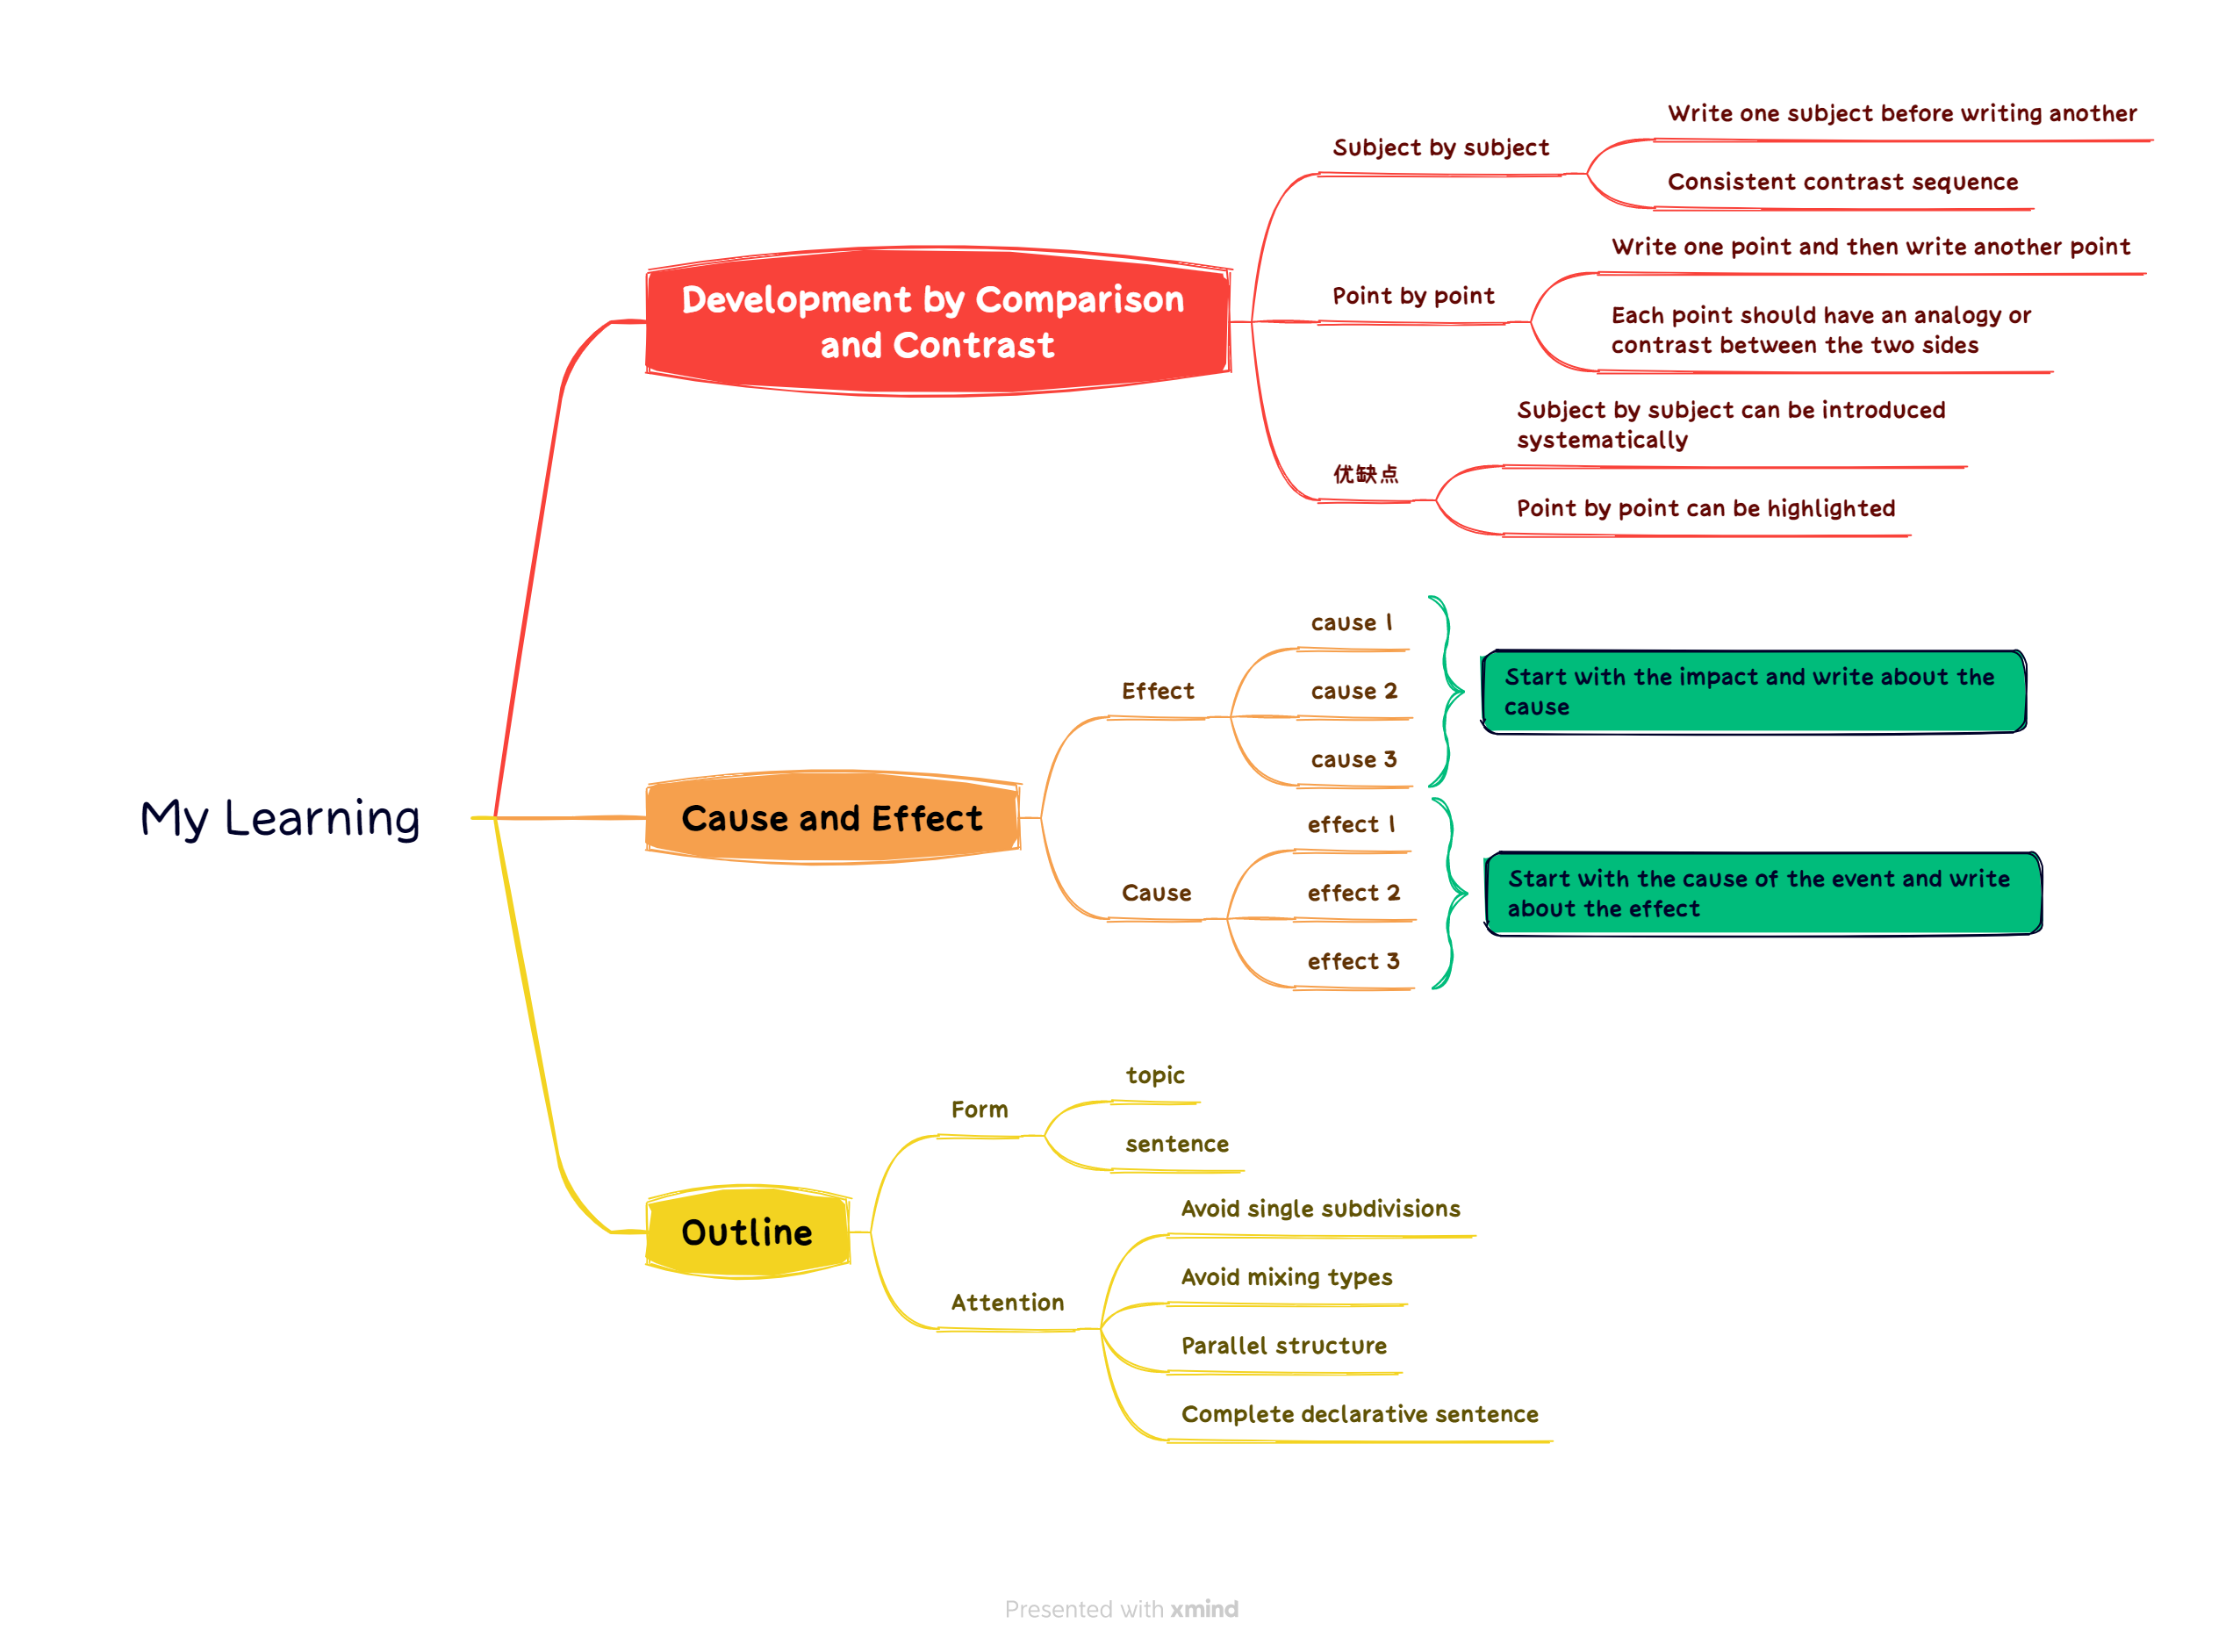 My Learning
Development by Comparison
and Contrast
Subject by subject
Write one subject before writing another
Consistent contrast sequence
Point by point
Write one point and then write another point
Each point should have an analogy or
contrast between the two sides
优缺点
Subject by subject can be introduced
systematically
Point by point can be highlighted
Cause and Effect
Effect
cause 1
cause 2
cause 3
Start with the impact and write about the
cause
Cause
effect 1
effect 2
effect 3
Start with the cause of the event and write
about the effect
Outline
Form
topic
sentence
Attention
Avoid single subdivisions
Avoid mixing types
Parallel structure
Complete declarative sentence
Presented with xmind